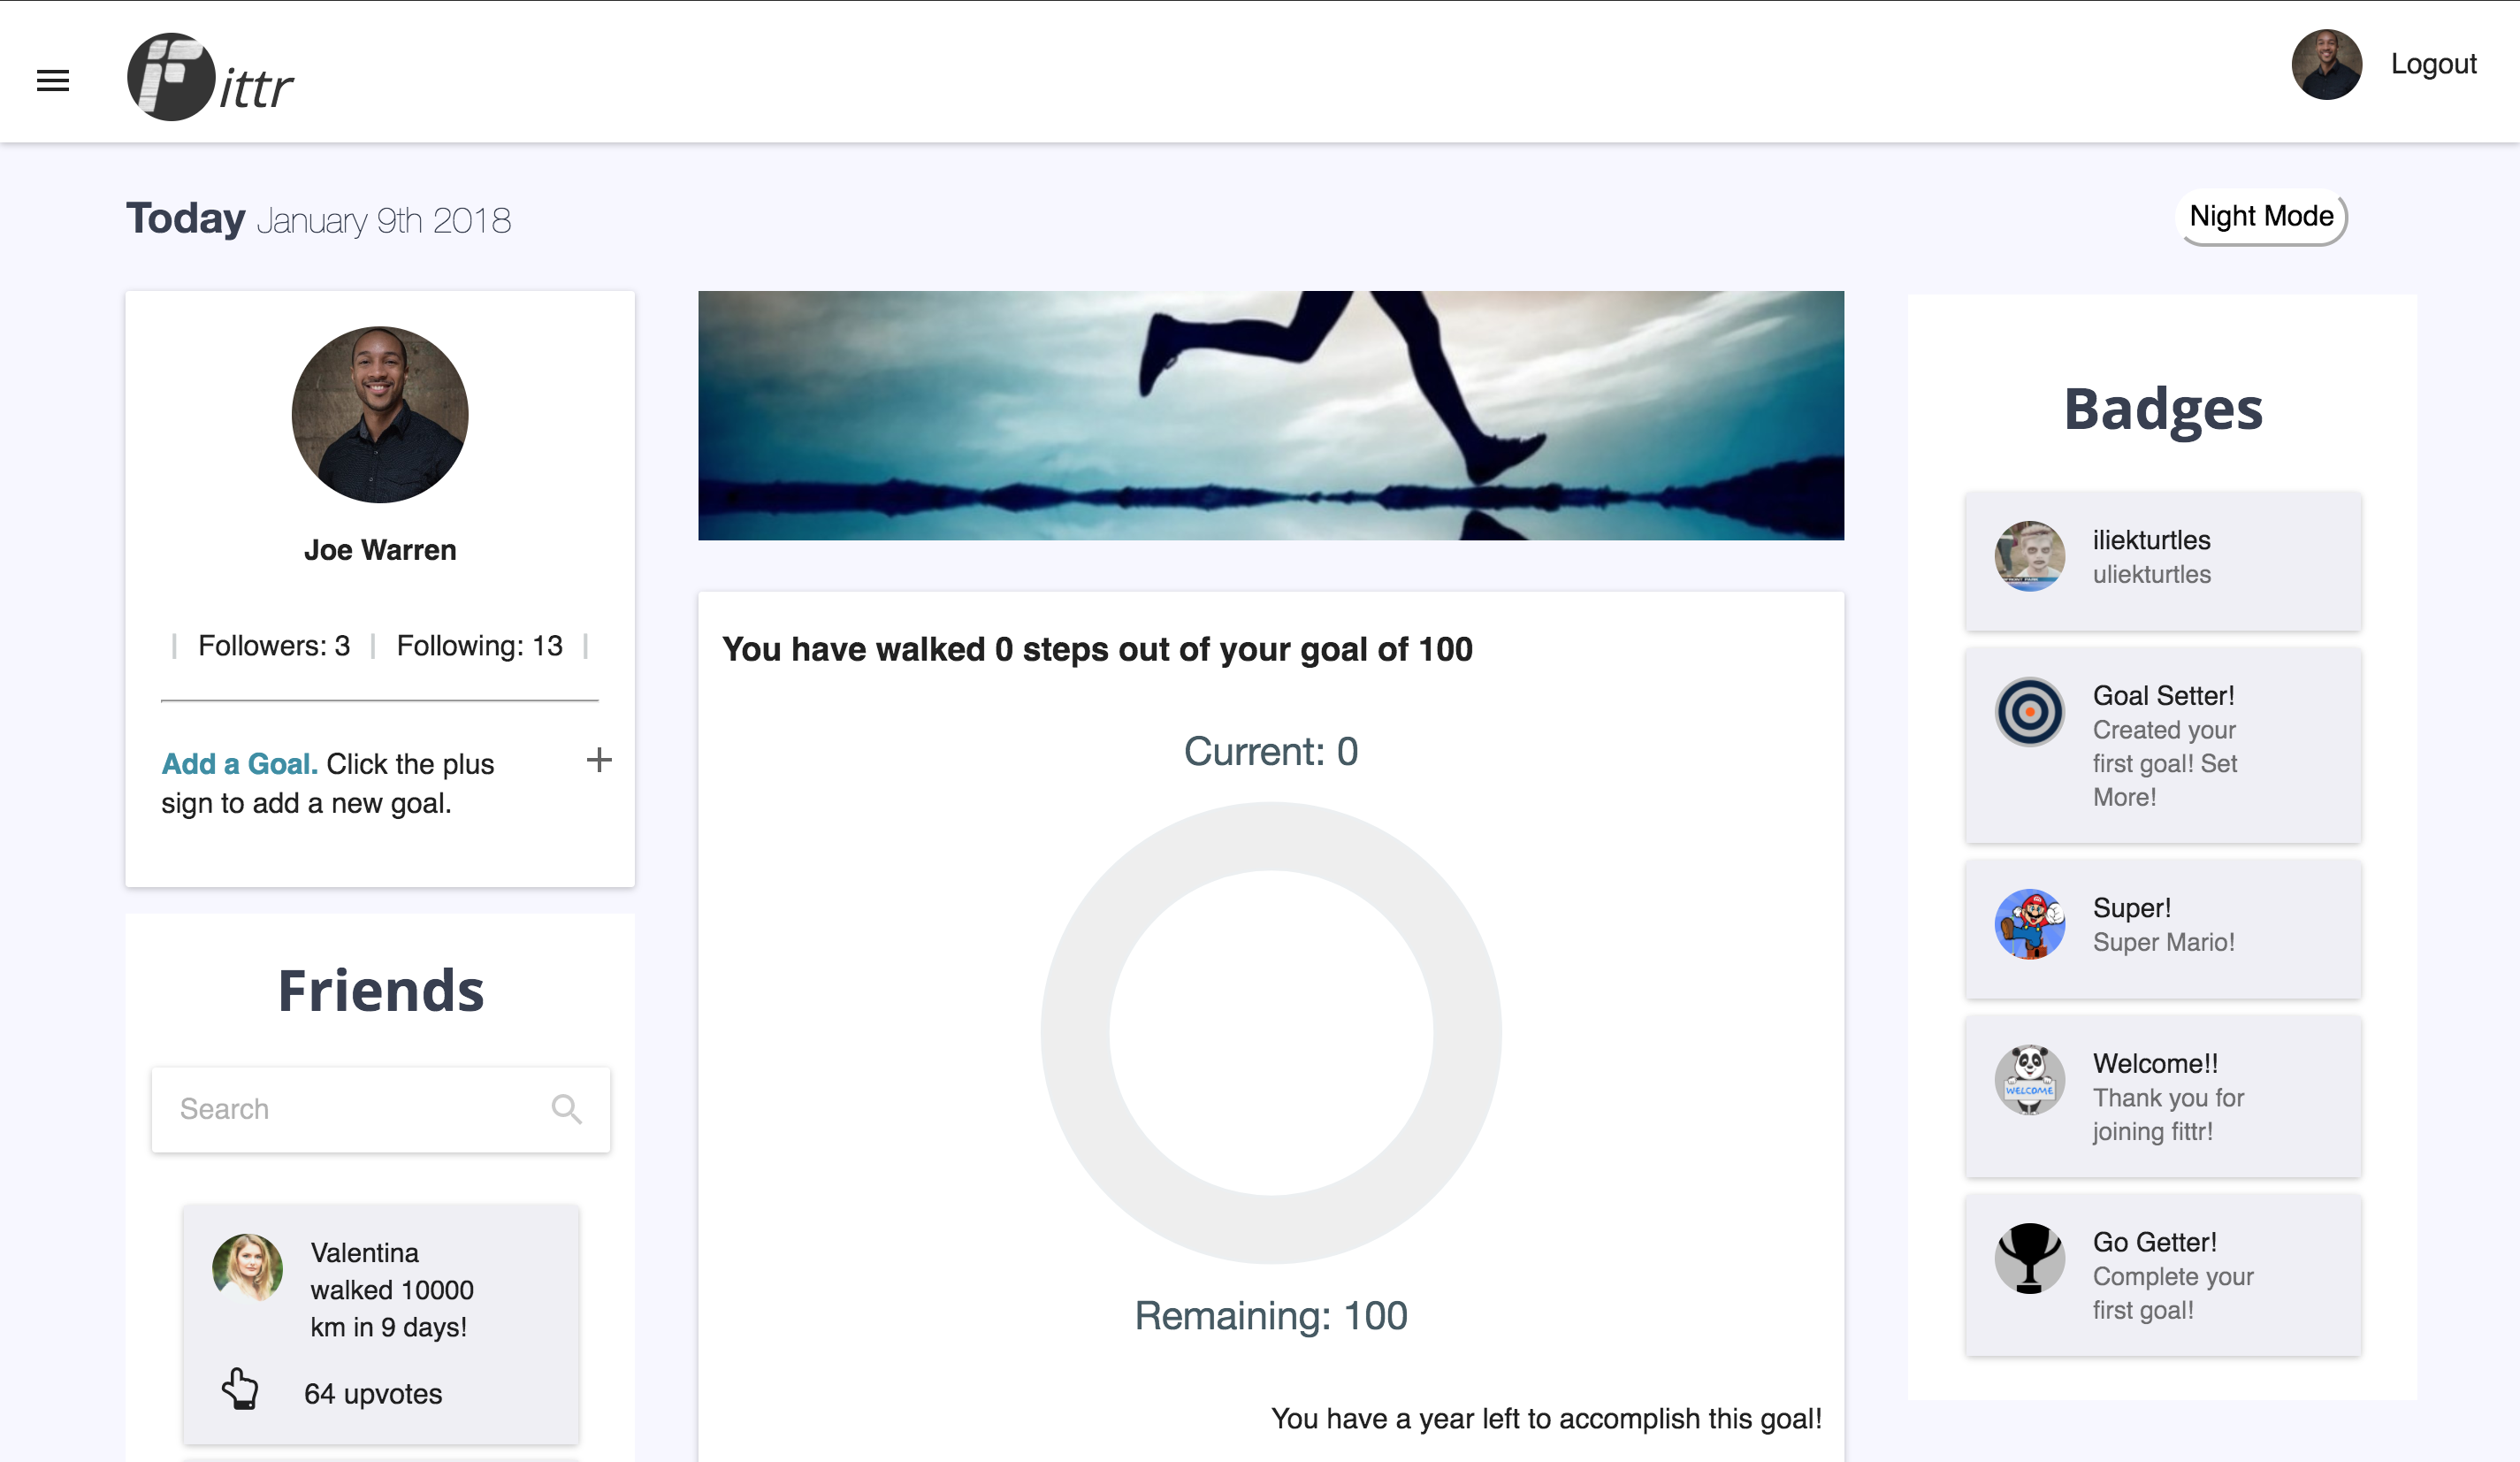 Fittr
Logout
Today January 9th 2018
Night Mode
Joe Warren
| Followers: 3 | Following: 13 |
Add a Goal. Click the plus
sign to add a new goal.
Friends
Search
Valentina
walked 10000
km in 9 days!
64 upvotes
You have walked 0 steps out of your goal of 100
Current: 0
Remaining: 100
You have a year left to accomplish this goal!
Badges
iliekturtles
uliekturtles
Goal Setter!
Created your
first goal! Set
More!
Super!
Super Mario!
WELCOME
Welcome!!
Thank you for
joining fittr!
Go Getter!
Complete your
first goal!